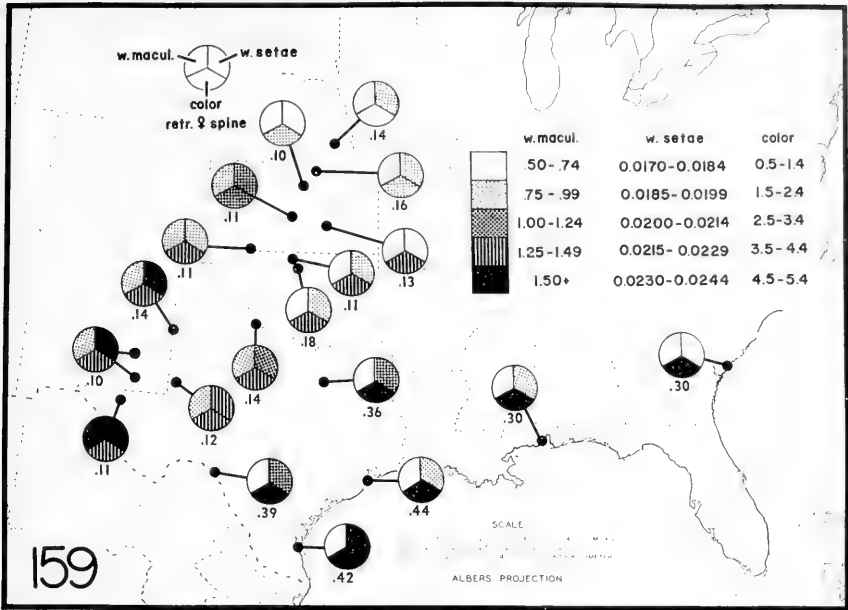 w. macul. w. setae
color
retr. ♀ spine
.14
.10
.16
.11
.11
.13
.11
.14
.18
.10
.14
.36
.12
.11
.30
.30
.39
.44
.42
w. macul. w. setae color
.50-.74 0.0170-0.0184 0.5-1.4
.75-.99 0.0185-0.0199 1.5-2.4
1.00-1.24 0.0200-0.0214 2.5-3.4
1.25-1.49 0.0215-0.0229 3.5-4.4
1.50+ 0.0230-0.0244 4.5-5.4
SCALE
ALBERS PROJECTION
159